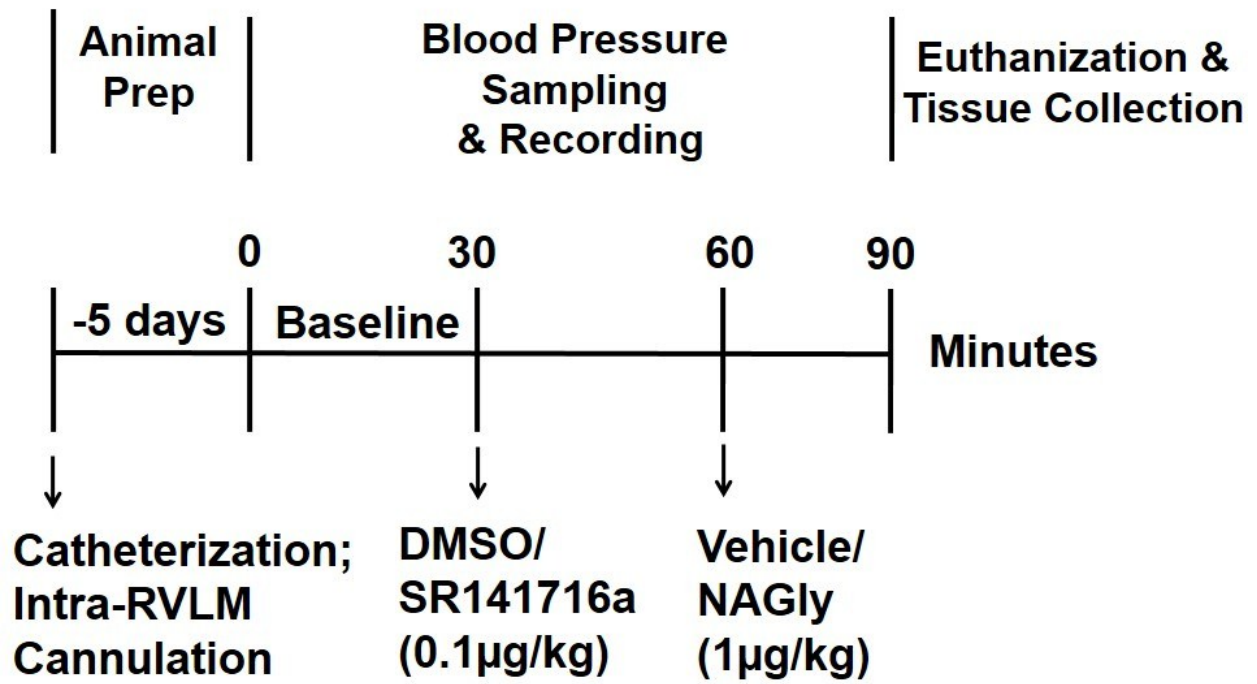 Animal
Prep
Blood Pressure
Sampling
& Recording
Euthanization &
Tissue Collection
0
30
60
90
-5 days
Baseline
Minutes
Catheterization;
Intra-RVLM
Cannulation
DMSO/
SR141716a
(0.1µg/kg)
Vehicle/
NAGly
(1µg/kg)